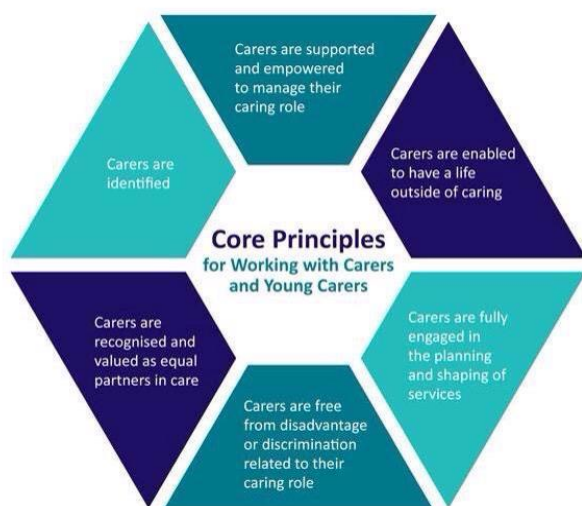 Carers are supported
and empowered
to manage their
caring role
Carers are
identified
Carers are enabled
to have a life
outside of caring
Core Principles
for Working with Carers
and Young Carers
Carers are
recognised and
valued as equal
partners in care
Carers are fully
engaged in
the planning
and shaping of
services
Carers are free
from disadvantage
or discrimination
related to their
caring role